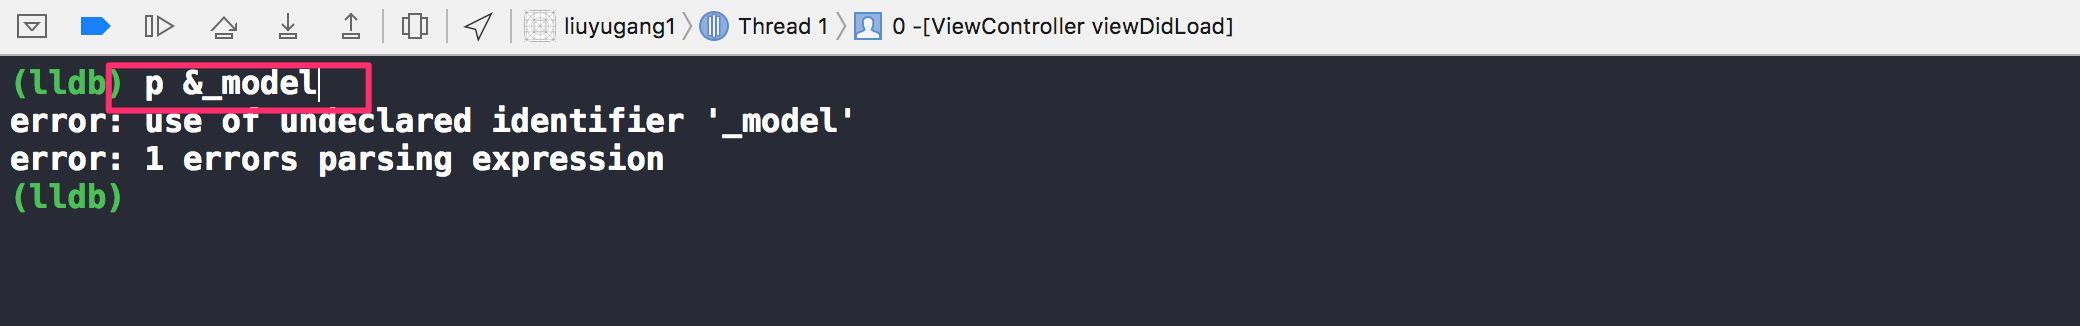 liuyugang1 Thread 1 0 -[ViewController viewDidLoad]
(lldb) p &_model
error: use of undeclared identifier '_model'
error: 1 errors parsing expression
(lldb)